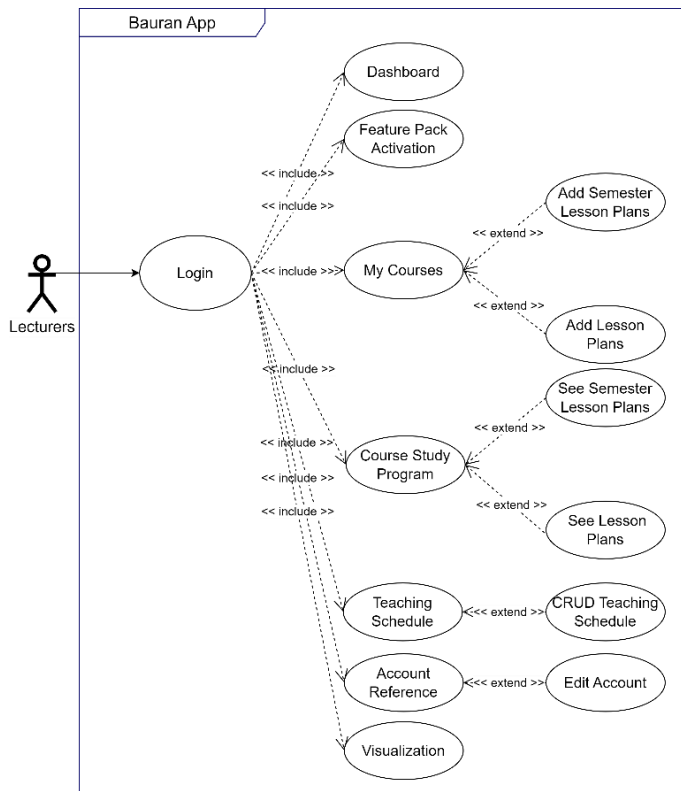 Bauran App
Dashboard
Feature Pack
Activation
<< include >>
<< include >>
Add Semester
Lesson Plans
<< extend >>
Login
<< include >>
My Courses
Lecturers
<< extend >>
Add Lesson
Plans
<< include >>
See Semester
Lesson Plans
<< extend >>
<< include >>
Course Study
Program
<< include >>
<< extend >>
<< include >>
See Lesson
Plans
Teaching
Schedule
<< extend >>
CRUD Teaching
Schedule
Account
Reference
<< extend >>
Edit Account
Visualization